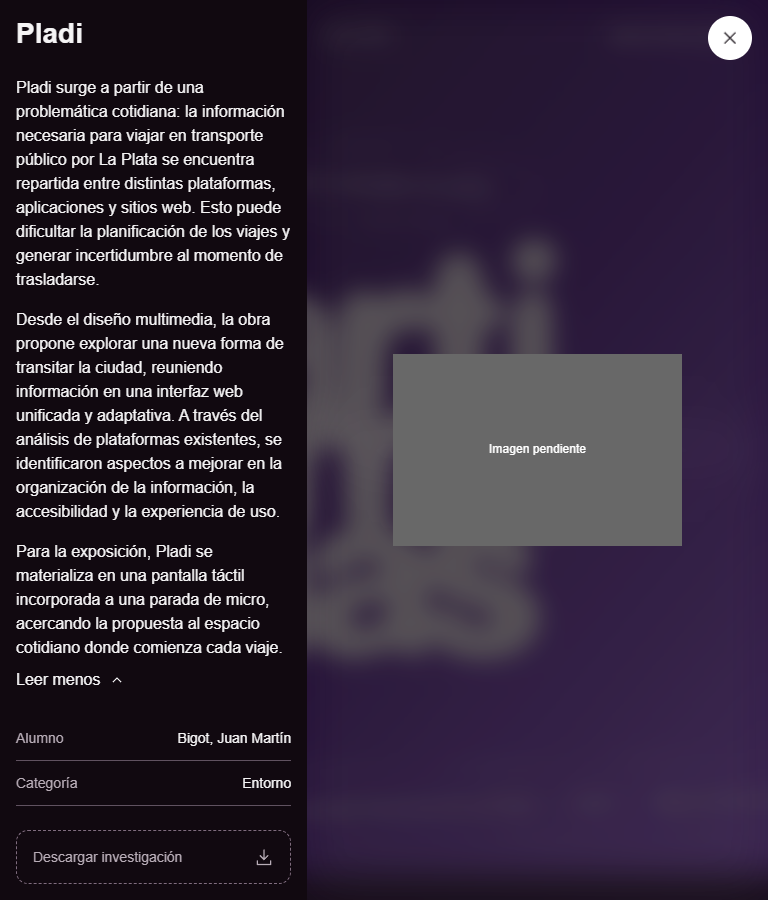 Pladi
Pladi surge a partir de una
problemática cotidiana: la información
necesaria para viajar en transporte
público por La Plata se encuentra
repartida entre distintas plataformas,
aplicaciones y sitios web. Esto puede
dificultar la planificación de los viajes y
generar incertidumbre al momento de
trasladarse.
Desde el diseño multimedia, la obra
propone explorar una nueva forma de
transitar la ciudad, reuniendo
información en una interfaz web
unificada y adaptativa. A través del
análisis de plataformas existentes, se
identificaron aspectos a mejorar en la
organización de la información, la
accesibilidad y la experiencia de uso.
Para la exposición, Pladi se
materializa en una pantalla táctil
incorporada a una parada de micro,
acercando la propuesta al espacio
cotidiano donde comienza cada viaje.
Leer menos
Alumno Bigot, Juan Martín
Categoría Entorno
Descargar investigación
Imagen pendiente